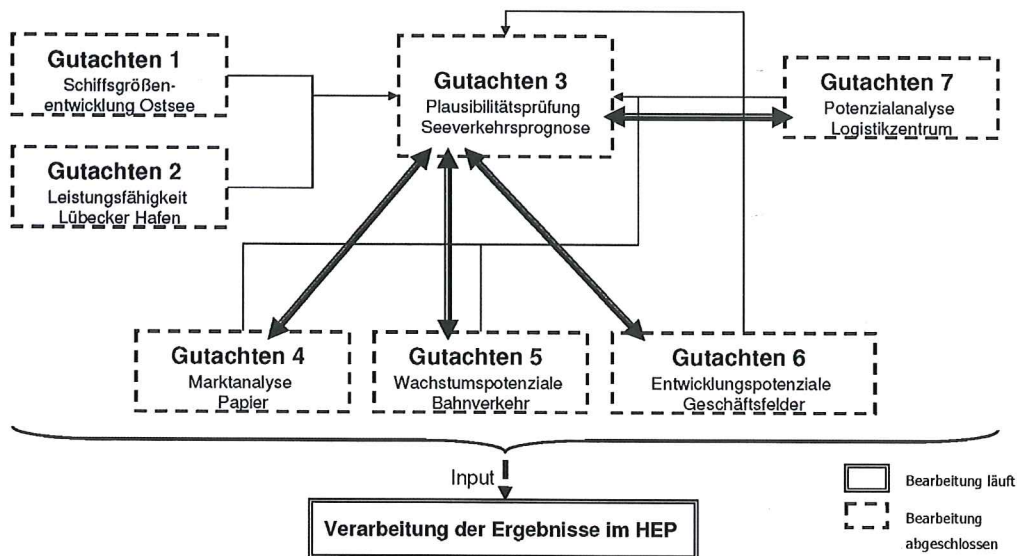 Gutachten 1
Schiffsgrößen-
entwicklung Ostsee
Gutachten 2
Leistungsfähigkeit
Lübecker Hafen
Gutachten 3
Plausibilitätsprüfung
Seeverkehrsprognose
Gutachten 7
Potenzialanalyse
Logistikzentrum
Gutachten 4
Marktanalyse
Papier
Gutachten 5
Wachstumspotenziale
Bahnverkehr
Gutachten 6
Entwicklungspotenziale
Geschäftsfelder
Input
Verarbeitung der Ergebnisse im HEP
Bearbeitung läuft
Bearbeitung
abgeschlossen